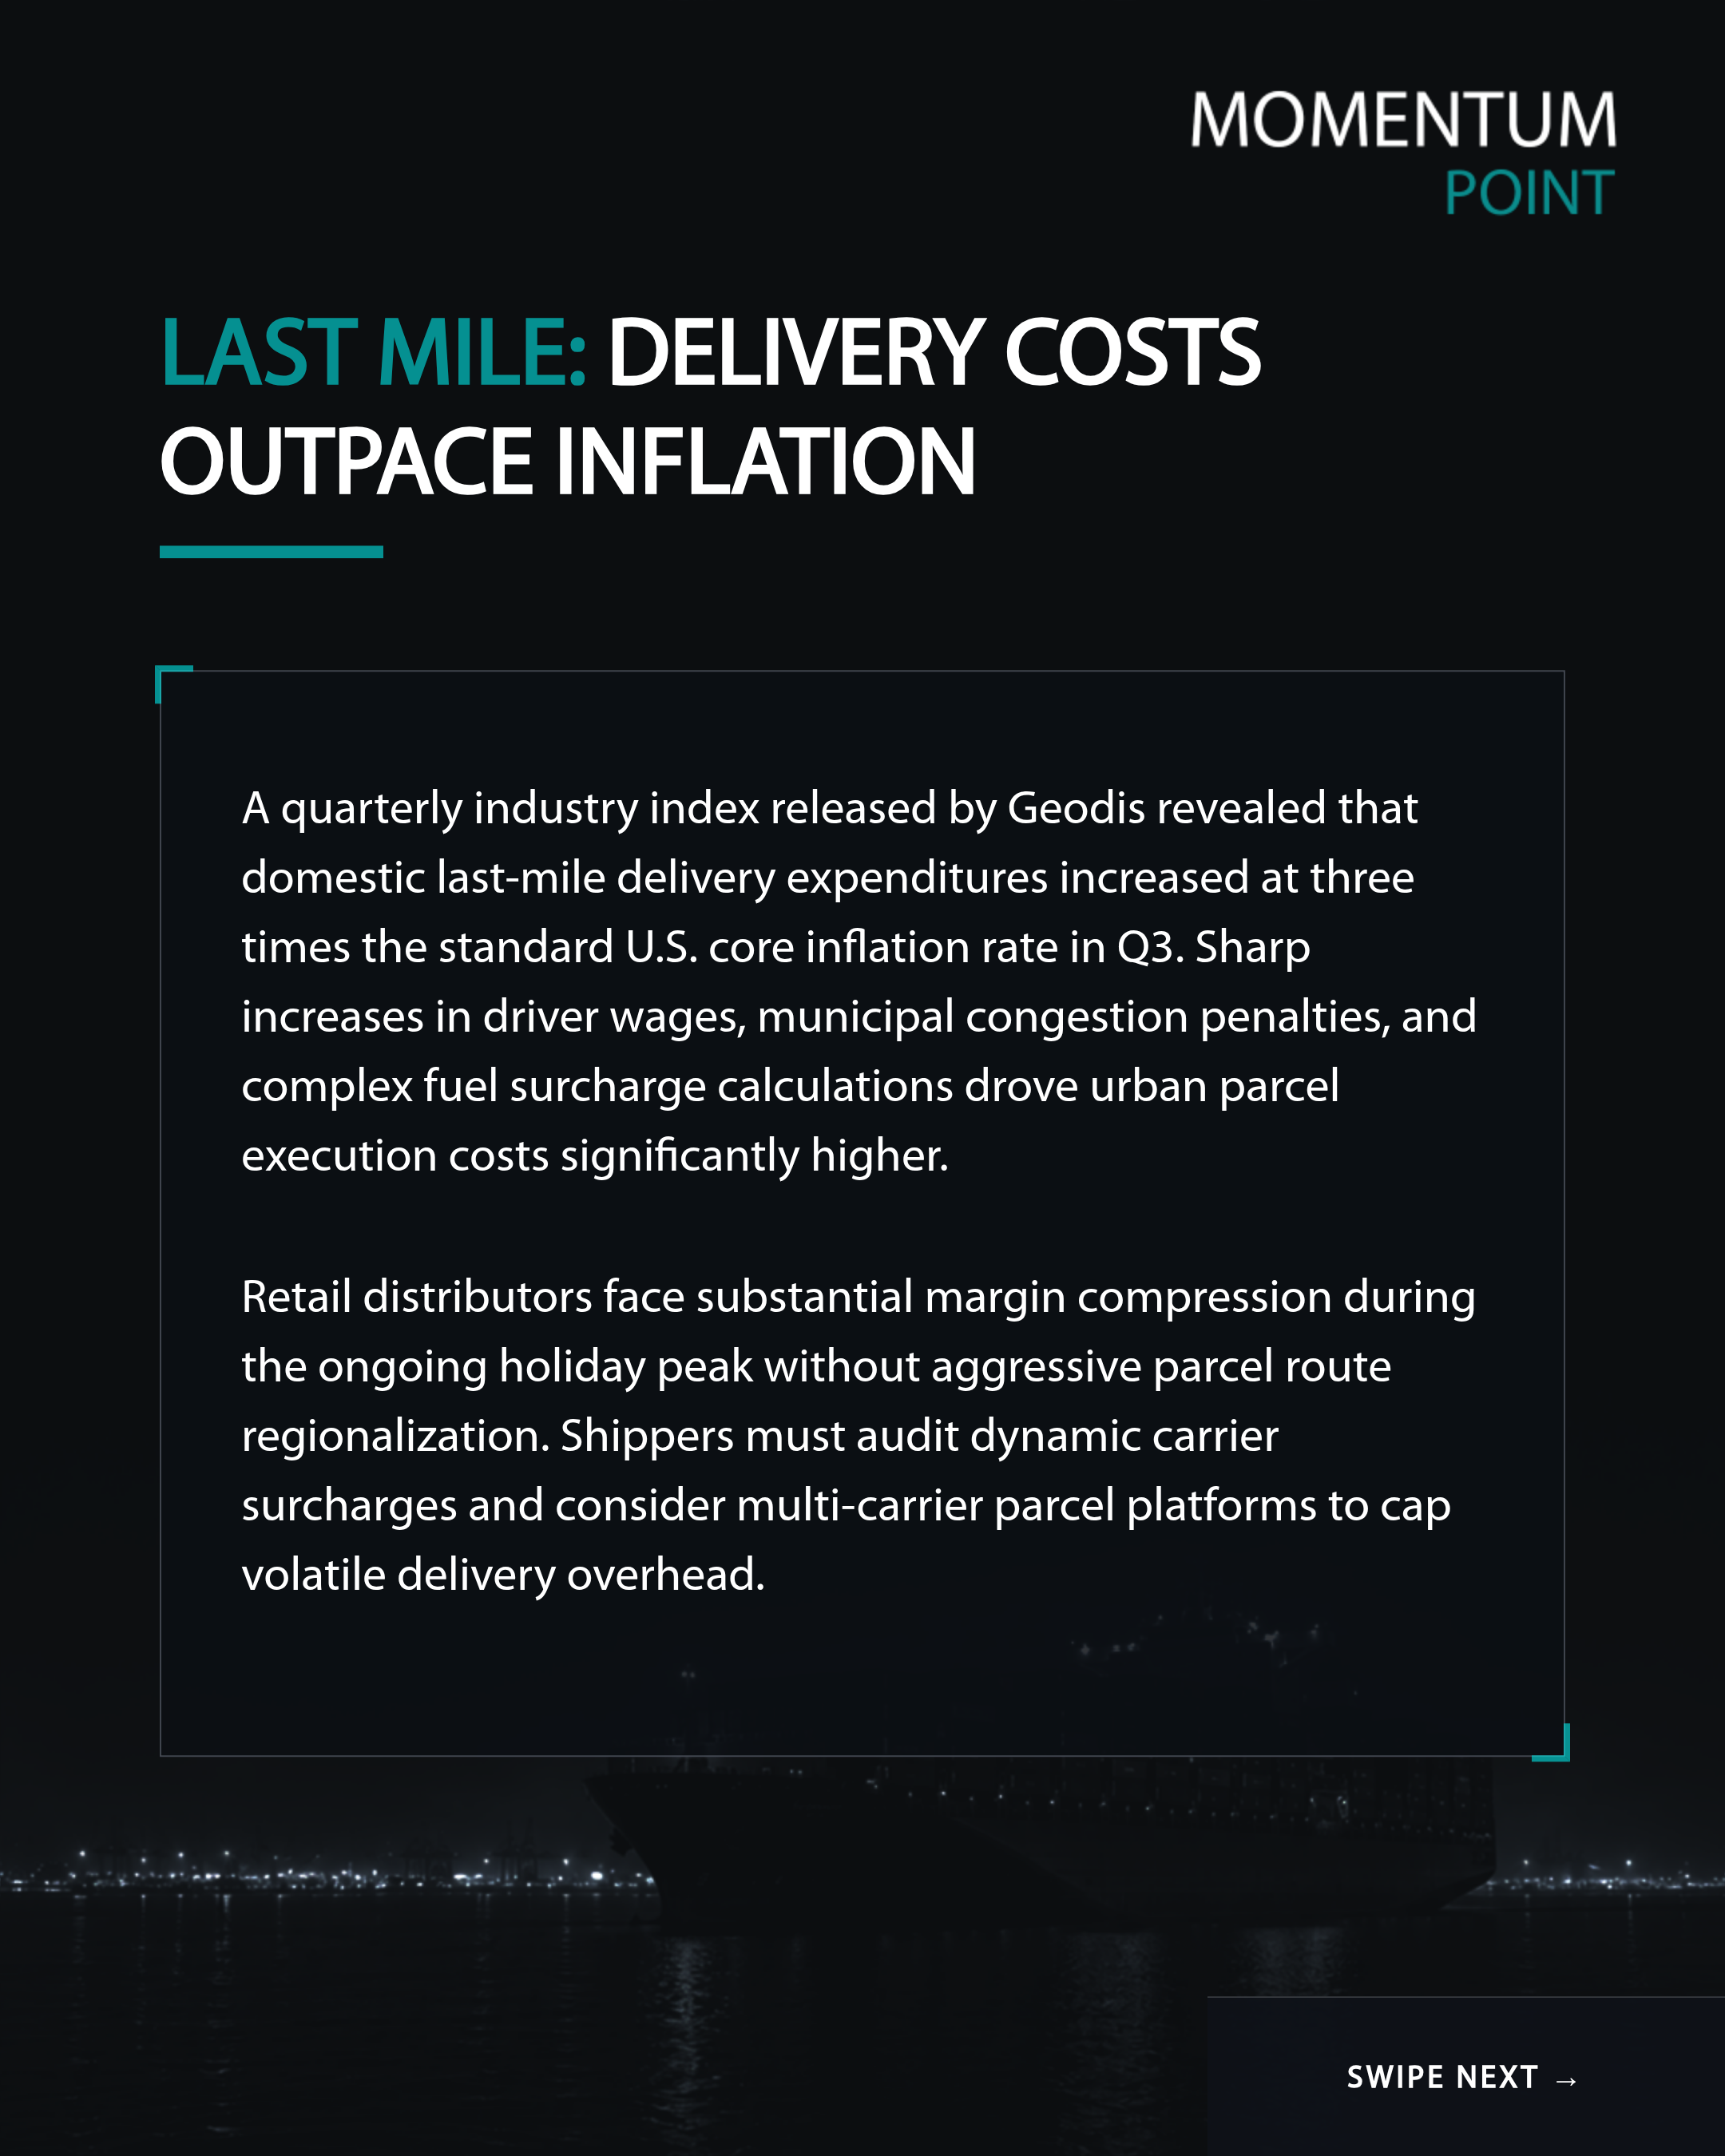 MOMENTUM
POINT
LAST MILE: DELIVERY COSTS
OUTPACE INFLATION
A quarterly industry index released by Geodis revealed that
domestic last-mile delivery expenditures increased at three
times the standard U.S. core inflation rate in Q3. Sharp
increases in driver wages, municipal congestion penalties, and
complex fuel surcharge calculations drove urban parcel
execution costs significantly higher.
Retail distributors face substantial margin compression during
the ongoing holiday peak without aggressive parcel route
regionalization. Shippers must audit dynamic carrier
surcharges and consider multi-carrier parcel platforms to cap
volatile delivery overhead.
SWIPE NEXT →